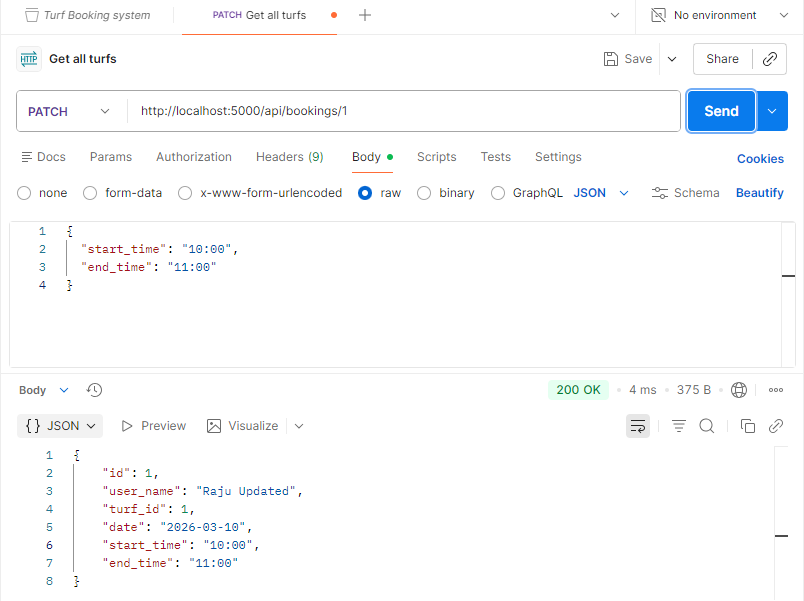 Turf Booking system PATCH Get all turfs No environment
HTTP Get all turfs Save Share
PATCH http://localhost:5000/api/bookings/1 Send
Docs Params Authorization Headers (9) Body Scripts Tests Settings Cookies
none form-data x-www-form-urlencoded raw binary GraphQL JSON Schema Beautify
1 {
2 "start_time": "10:00",
3 "end_time": "11:00"
4 }
Body 200 OK 4 ms 375 B
{} JSON Preview Visualize
1 {
2 "id": 1,
3 "user_name": "Raju Updated",
4 "turf_id": 1,
5 "date": "2026-03-10",
6 "start_time": "10:00",
7 "end_time": "11:00"
8 }